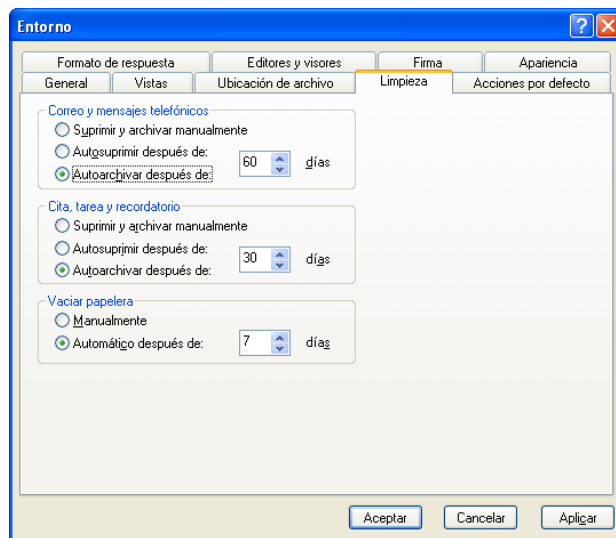 Entorno
Formato de respuesta Editores y visores Firma Apariencia
General Vistas Ubicación de archivo Limpieza Acciones por defecto
Correo y mensajes telefónicos
Suprimir y archivar manualmente
Autosuprimir después de:
60 días
Autoarchivar después de:
Cita, tarea y recordatorio
Suprimir y archivar manualmente
Autosuprimir después de:
30 días
Autoarchivar después de:
Vaciar papelera
Manualmente
Automático después de: 7 días
Aceptar Cancelar Aplicar